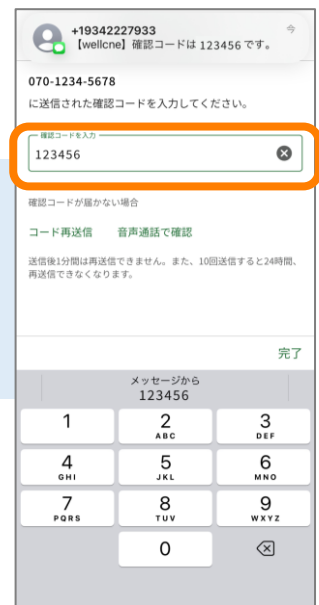 +19342227933
今
【wellcne】確認コードは 123456 です。
070-1234-5678
に送信された確認コードを入力してください。
確認コードを入力
123456
確認コードが届かない場合
コード再送信 音声通話で確認
送信後1分間は再送信できません。また、10回送信すると24時間、
再送信できなくなります。
完了
メッセージから
123456
1 2 3
ABC DEF
4 5 6
GHI JKL MNO
7 8 9
PQRS TUV WXYZ
0